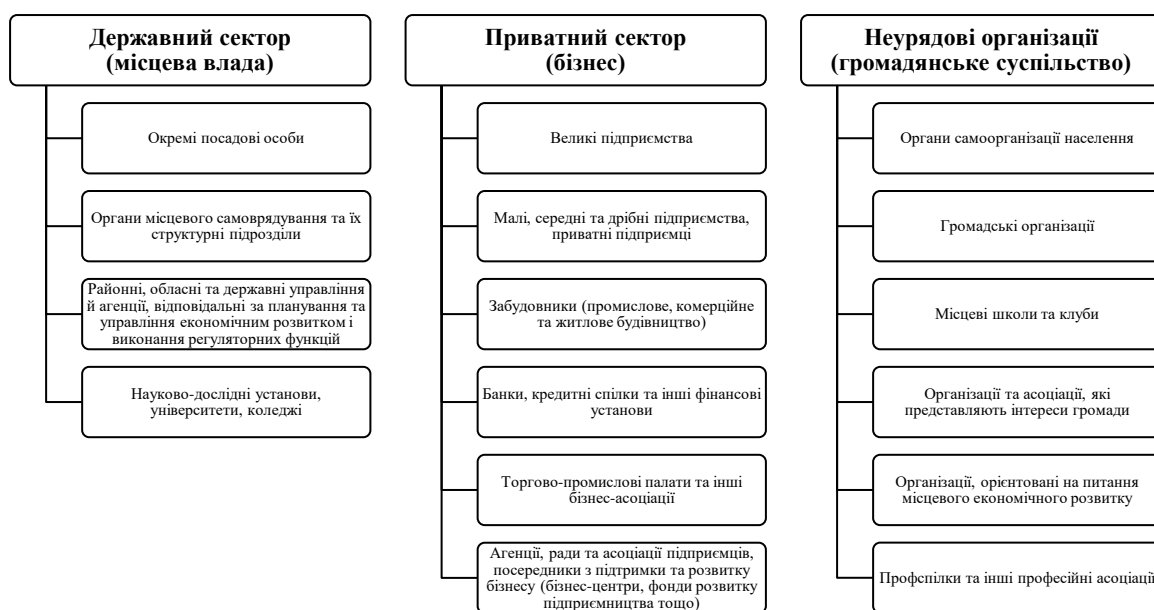 Державний сектор
(місцева влада)
Окремі посадові особи
Органи місцевого самоврядування та їх
структурні підрозділи
Районні, обласні та державні управління
й агенції, відповідальні за планування та
управління економічним розвитком і
виконання регуляторних функцій
Науково-дослідні установи,
університети, коледжі
Приватний сектор
(бізнес)
Великі підприємства
Малі, середні та дрібні підприємства,
приватні підприємці
Забудовники (промислове, комерційне
та житлове будівництво)
Банки, кредитні спілки та інші фінансові
установи
Торгово-промислові палати та інші
бізнес-асоціації
Агенції, ради та асоціації підприємців,
посередники з підтримки та розвитку
бізнесу (бізнес-центри, фонди розвитку
підприємництва тощо)
Неурядові організації
(громадянське суспільство)
Органи самоорганізації населення
Громадські організації
Місцеві школи та клуби
Організації та асоціації, які
представляють інтереси громади
Організації, орієнтовані на питання
місцевого економічного розвитку
Профспілки та інші професійні асоціації